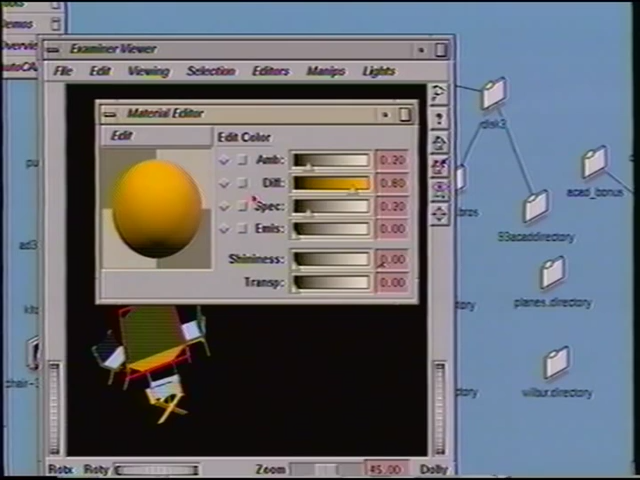 Demos
Examiner Viewer
File Edit Viewing Selection Editors Manips Lights
Material Editor
Edit
Edit Color
Amb: 0.20
Diff: 0.80
Spec: 0.20
Emis: 0.00
Shininess: 0.00
Transp: 0.00
rdisk3
acad_bonus
93acaddirectory
planes.directory
wilbur.directory
Rotx Roty Zoom 45.00 Dolly